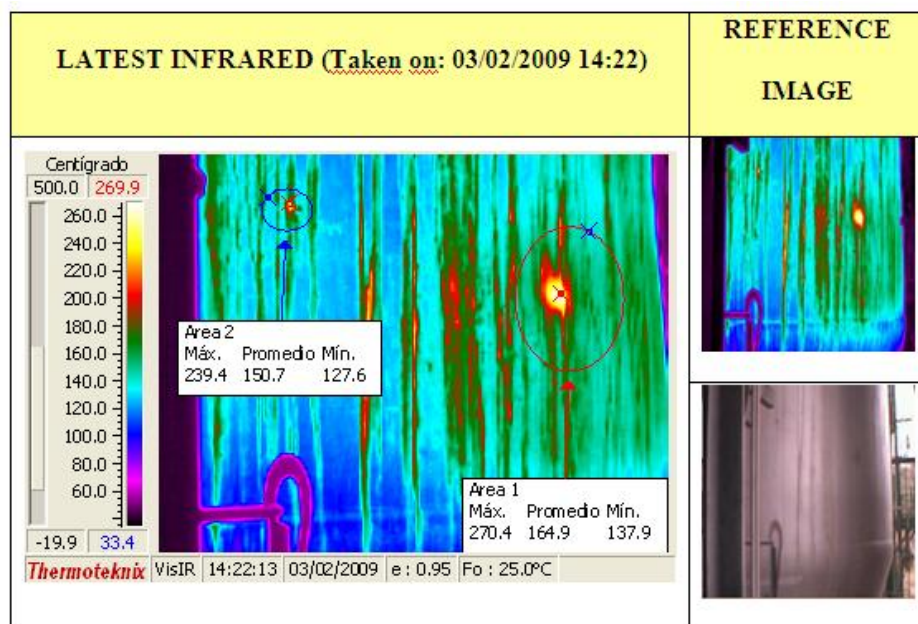 LATEST INFRARED (Taken on: 03/02/2009 14:22)
REFERENCE
IMAGE
Centígrado
500.0 269.9
260.0
240.0
220.0
200.0
180.0
160.0
140.0
120.0
100.0
80.0
60.0
-19.9 33.4
Area 2
Máx. Promedio Mín.
239.4 150.7 127.6
Area 1
Máx. Promedio Mín.
270.4 164.9 137.9
Thermoteknix VisIR 14:22:13 03/02/2009 e : 0.95 Fo : 25.0ºC